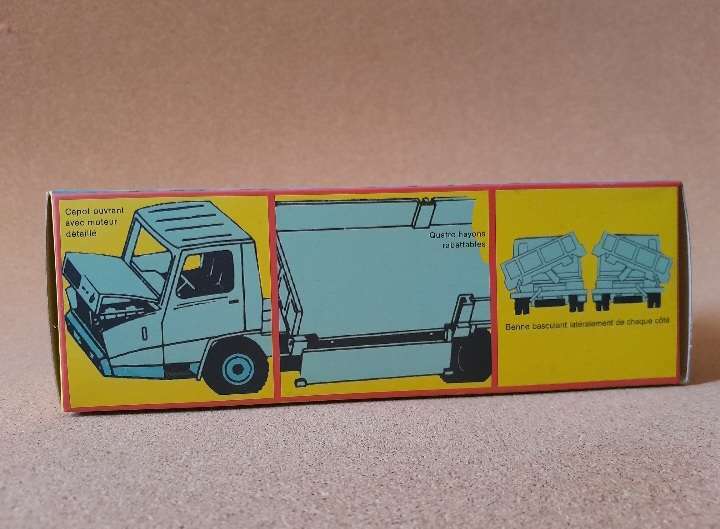 Capot ouvrant
avec moteur
détaillé
Quatre hayons
rabattables
Benne basculant latéralement de chaque côté